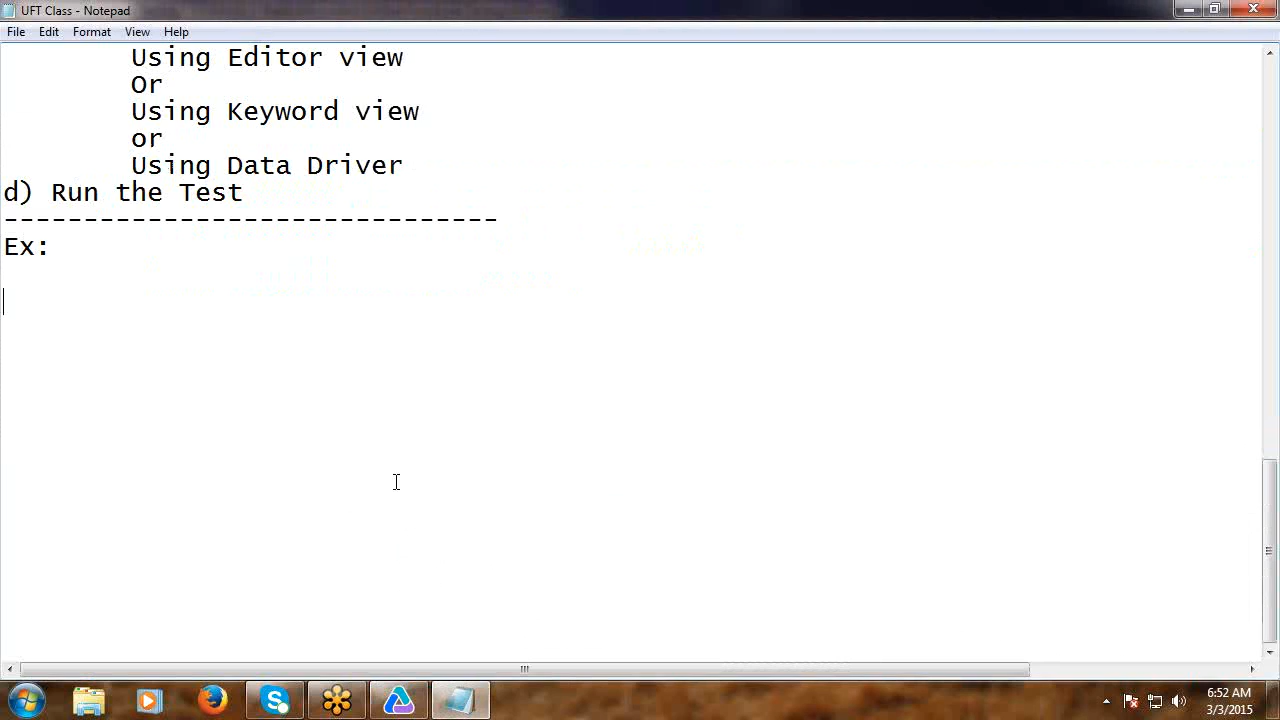 UFT Class - Notepad
File Edit Format View Help
Using Editor view
Or
Using Keyword view
or
Using Data Driver
d) Run the Test
-------------------------------
Ex:
6:52 AM
3/3/2015